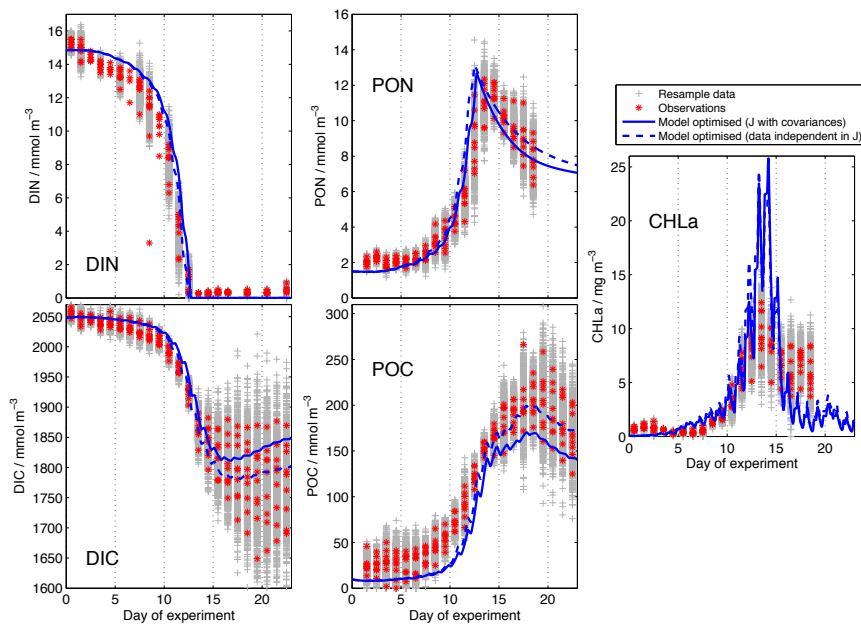 16
14
12
10
8
6
4
2
0
DIN / mmol m⁻³
DIN
16
14
12
10
8
6
4
2
0
PON / mmol m⁻³
PON
Resample data
Observations
Model optimised (J with covariances)
Model optimised (data independent in J)
25
20
15
10
5
0
CHLa / mg m⁻³
CHLa
0 5 10 15 20
Day of experiment
2050
2000
1950
1900
1850
1800
1750
1700
1650
1600
DIC / mmol m⁻³
DIC
0 5 10 15 20
Day of experiment
300
250
200
150
100
50
0
POC / mmol m⁻³
POC
0 5 10 15 20
Day of experiment